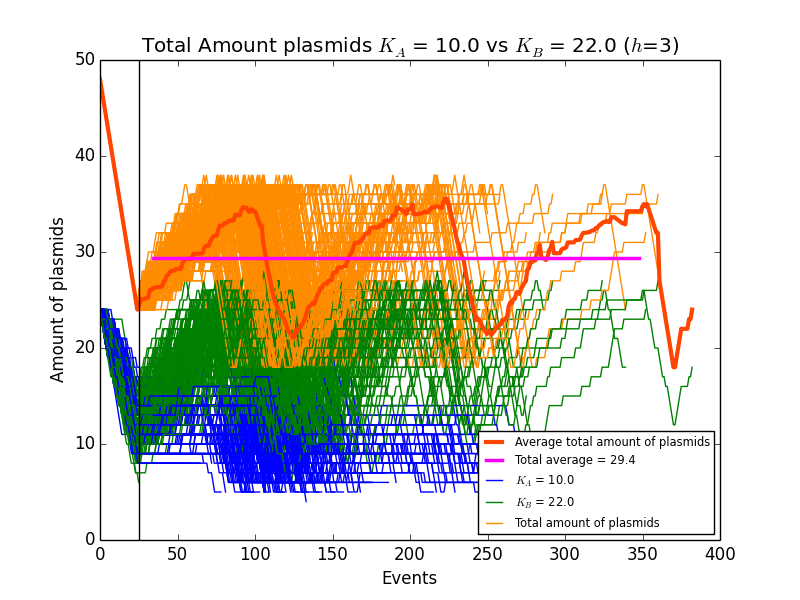 Total Amount plasmids K_A = 10.0 vs K_B = 22.0 (h=3)
50
40
30
20
10
0
Amount of plasmids
0 50 100 150 200 250 300 350 400
Events
Average total amount of plasmids
Total average = 29.4
K_A = 10.0
K_B = 22.0
Total amount of plasmids